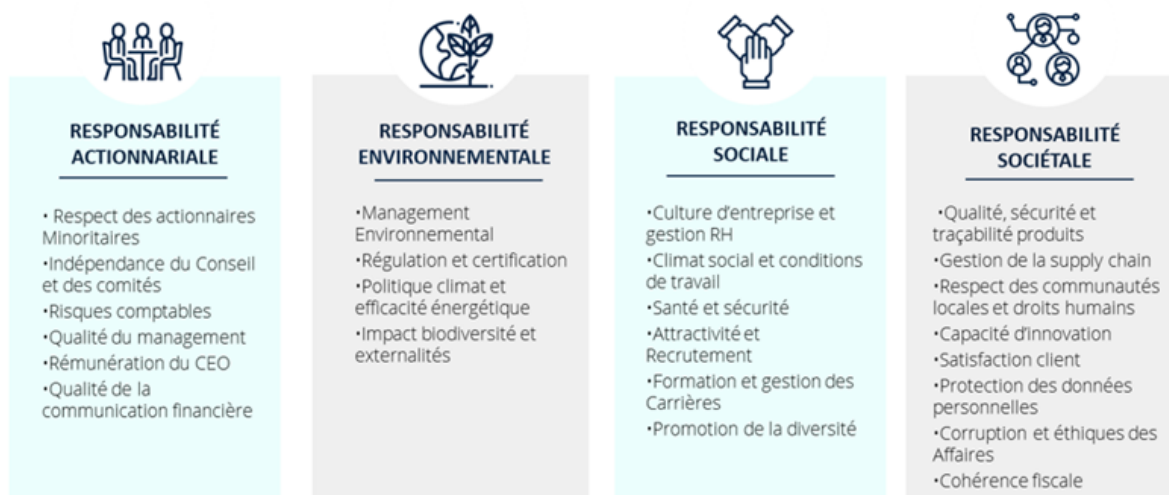 RESPONSABILITÉ
ACTIONNARIALE
• Respect des actionnaires
Minoritaires
•Indépendance du Conseil
et des comités
•Risques comptables
•Qualité du management
•Rémunération du CEO
•Qualité de la
communication financière
RESPONSABILITÉ
ENVIRONNEMENTALE
•Management
Environnemental
•Régulation et certification
•Politique climat et
efficacité énergétique
•Impact biodiversité et
externalités
RESPONSABILITÉ
SOCIALE
•Culture d’entreprise et
gestion RH
•Climat social et conditions
de travail
•Santé et sécurité
•Attractivité et
Recrutement
•Formation et gestion des
Carrières
•Promotion de la diversité
RESPONSABILITÉ
SOCIÉTALE
•Qualité, sécurité et
traçabilité produits
•Gestion de la supply chain
•Respect des communautés
locales et droits humains
•Capacité d’innovation
•Satisfaction client
•Protection des données
personnelles
•Corruption et éthiques des
Affaires
•Cohérence fiscale